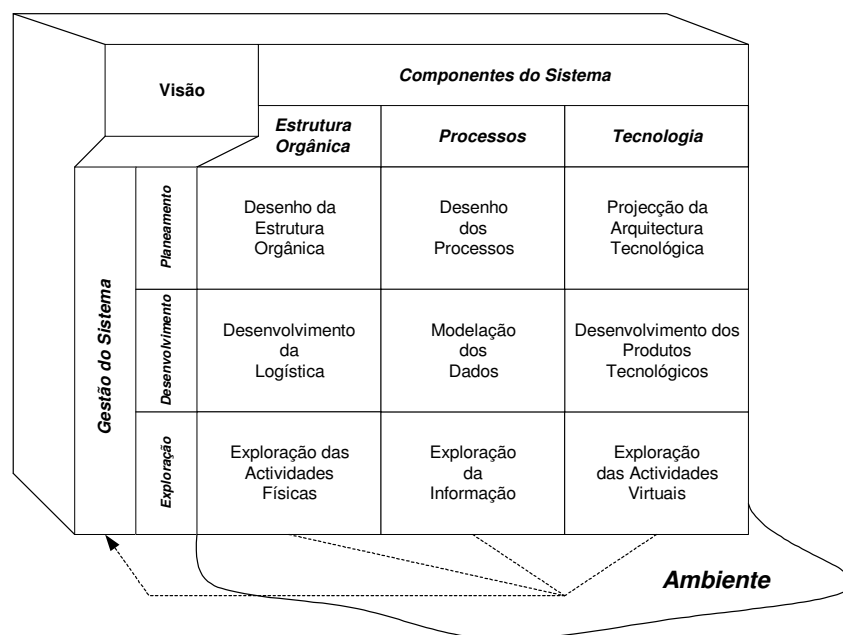 Visão
Componentes do Sistema
Estrutura
Orgânica
Processos
Tecnologia
Gestão do Sistema
Planeamento
Desenho da
Estrutura
Orgânica
Desenho
dos
Processos
Projecção da
Arquitectura
Tecnológica
Desenvolvimento
Desenvolvimento
da
Logística
Modelação
dos
Dados
Desenvolvimento dos
Produtos
Tecnológicos
Exploração
Exploração das
Actividades
Físicas
Exploração
da
Informação
Exploração
das Actividades
Virtuais
Ambiente